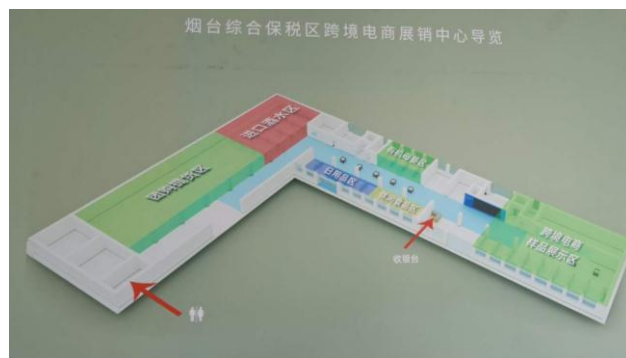 烟台综合保税区跨境电商展销中心导览
进口酒水区
日用品区
跨境电商
样品展示区
收银台